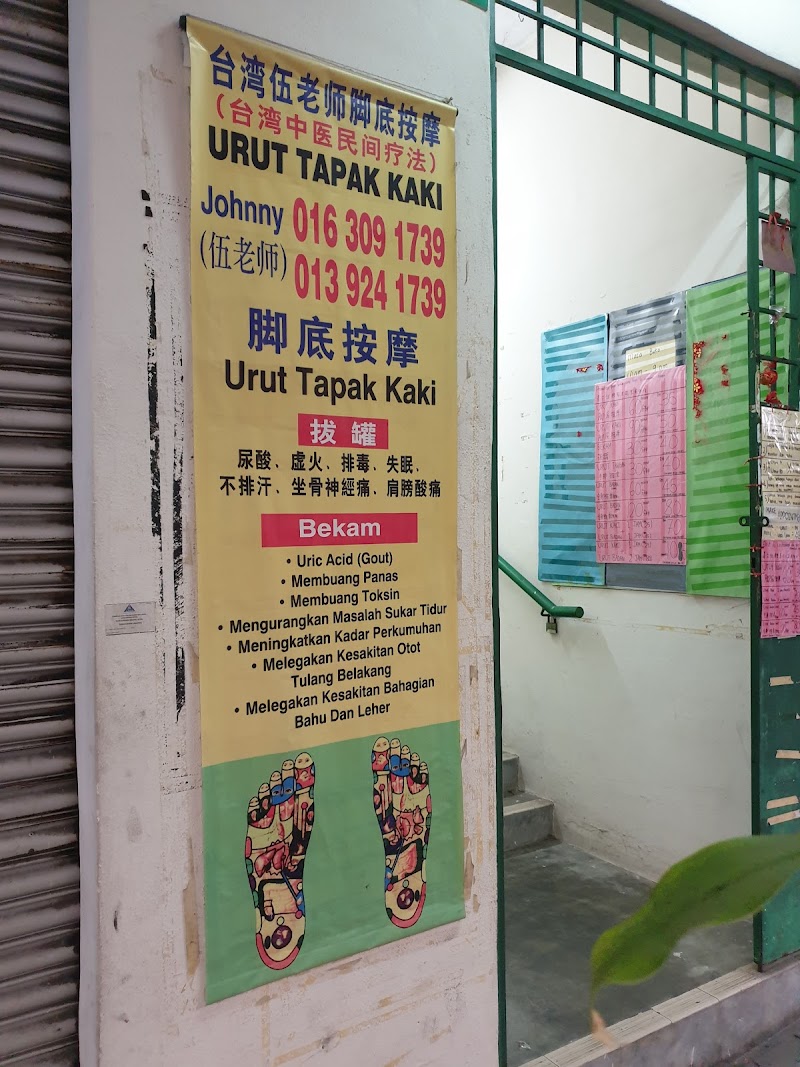 台湾伍老师脚底按摩
(台湾中医民间疗法)
URUT TAPAK KAKI
Johnny 016 309 1739
(伍老师) 013 924 1739
脚底按摩
Urut Tapak Kaki
拔罐
尿酸、虚火、排毒、失眠、
不排汗、坐骨神經痛、肩膀酸痛
Bekam
• Uric Acid (Gout)
• Membuang Panas
• Membuang Toksin
• Mengurangkan Masalah Sukar Tidur
• Meningkatkan Kadar Perkumuhan
• Melegakan Kesakitan Otot
Tulang Belakang
• Melegakan Kesakitan Bahagian
Bahu Dan Leher